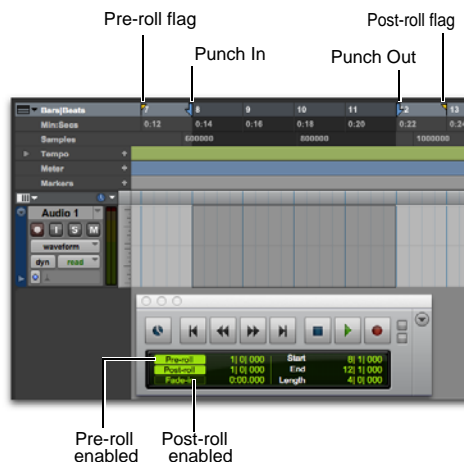 Pre-roll flag
Post-roll flag
Punch In
Punch Out
Bars|Beats 7 8 9 10 11 12 13
Min:Secs 0:12 0:14 0:16 0:18 0:20 0:22 0:24
Samples 600000 800000 1000000
Tempo +
Meter +
Markers +
Audio 1
I S M
waveform
dyn read
Pre-roll 1| 0| 000 Start 8| 1| 000
Post-roll 1| 0| 000 End 12| 1| 000
Fade-in 0:00.000 Length 4| 0| 000
Pre-roll enabled
Post-roll enabled